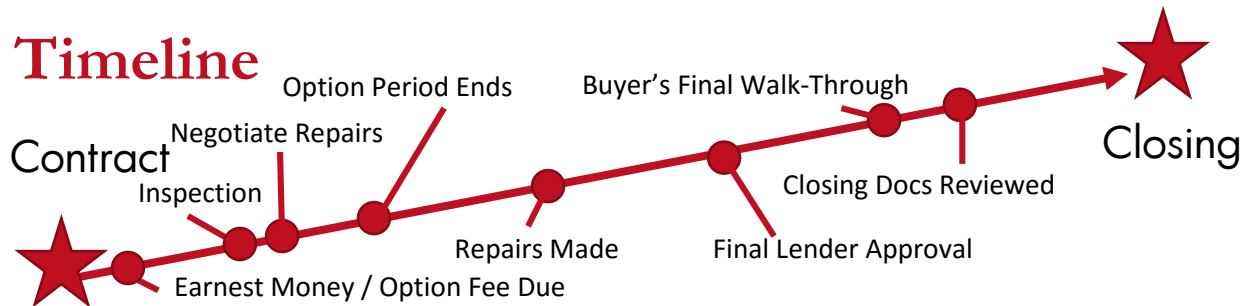 Timeline
Option Period Ends
Buyer’s Final Walk-Through
Negotiate Repairs
Contract
Closing
Inspection
Closing Docs Reviewed
Repairs Made
Final Lender Approval
Earnest Money / Option Fee Due